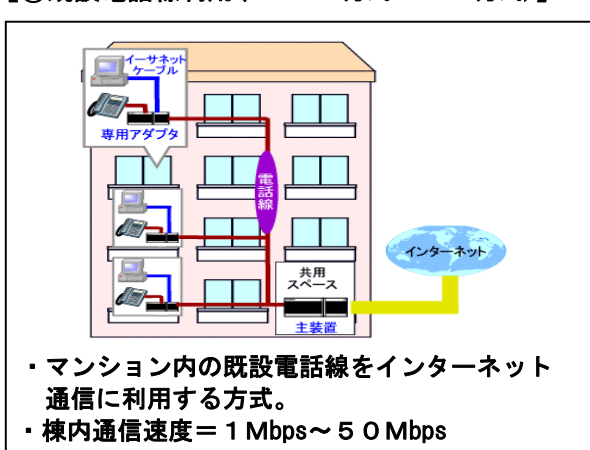 イーサネット
ケーブル
専用アダプタ
電話線
インターネット
共用
スペース
主装置
・マンション内の既設電話線をインターネット
通信に利用する方式。
・棟内通信速度＝１Mbps～５０Mbps